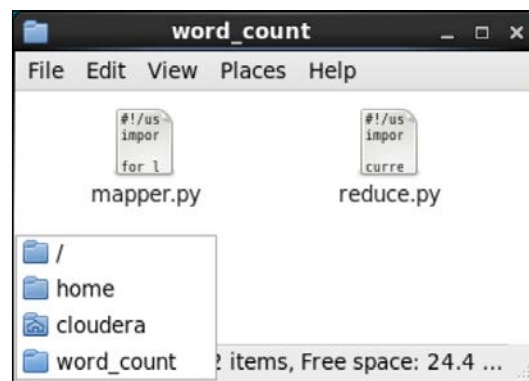 word_count
File Edit View Places Help
#!/us
impor
for l
mapper.py
#!/us
impor
curre
reduce.py
/
home
cloudera
word_count
items, Free space: 24.4 ...